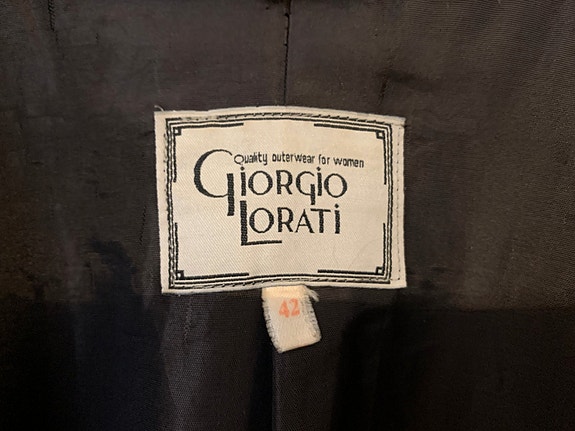 Quality outerwear for women
GiORGiO
LORATi
42